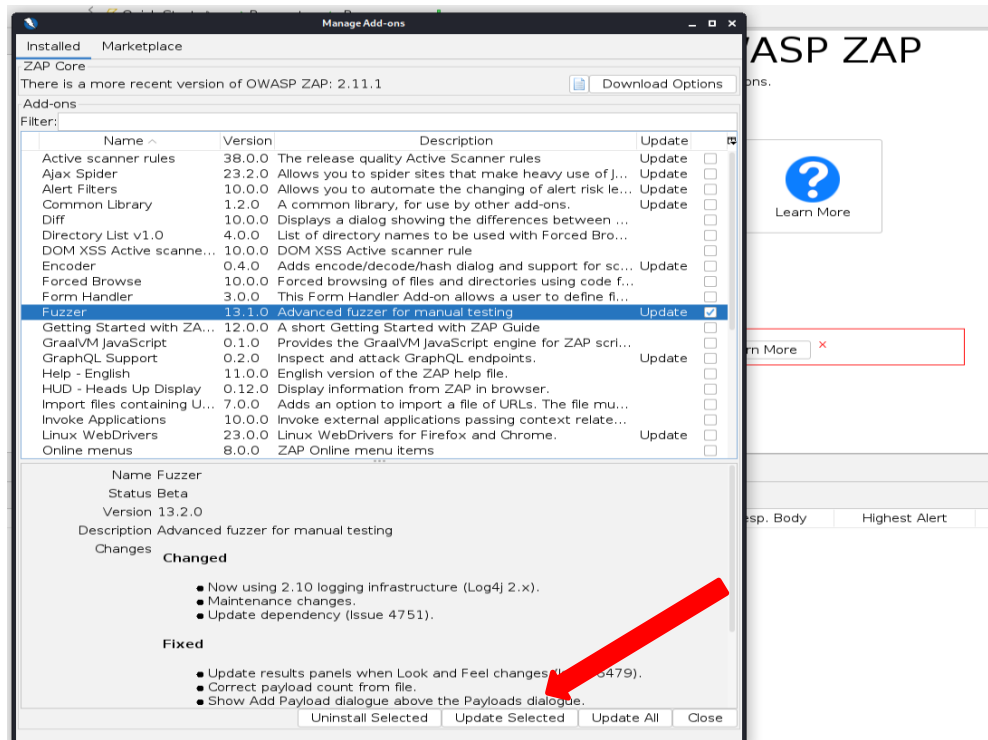 Manage Add-ons
Installed Marketplace
ZAP Core
There is a more recent version of OWASP ZAP: 2.11.1 Download Options
Add-ons
Filter:
Name Version Description Update
Active scanner rules 38.0.0 The release quality Active Scanner rules Update
Ajax Spider 23.2.0 Allows you to spider sites that make heavy use of J... Update
Alert Filters 10.0.0 Allows you to automate the changing of alert risk le... Update
Common Library 1.2.0 A common library, for use by other add-ons. Update
Diff 10.0.0 Displays a dialog showing the differences between ...
Directory List v1.0 4.0.0 List of directory names to be used with Forced Bro...
DOM XSS Active scanne... 10.0.0 DOM XSS Active scanner rule
Encoder 0.4.0 Adds encode/decode/hash dialog and support for sc... Update
Forced Browse 10.0.0 Forced browsing of files and directories using code f...
Form Handler 3.0.0 This Form Handler Add-on allows a user to define fi...
Fuzzer 13.1.0 Advanced fuzzer for manual testing Update
Getting Started with ZA... 12.0.0 A short Getting Started with ZAP Guide
GraalVM JavaScript 0.1.0 Provides the GraalVM JavaScript engine for ZAP scri...
GraphQL Support 0.2.0 Inspect and attack GraphQL endpoints. Update
Help - English 11.0.0 English version of the ZAP help file.
HUD - Heads Up Display 0.12.0 Display information from ZAP in browser.
Import files containing U... 7.0.0 Adds an option to import a file of URLs. The file mu...
Invoke Applications 10.0.0 Invoke external applications passing context relate...
Linux WebDrivers 23.0.0 Linux WebDrivers for Firefox and Chrome. Update
Online menus 8.0.0 ZAP Online menu items
Name Fuzzer
Status Beta
Version 13.2.0
Description Advanced fuzzer for manual testing
Changes
Changed
Now using 2.10 logging infrastructure (Log4j 2.x).
Maintenance changes.
Update dependency (Issue 4751).
Fixed
Update results panels when Look and Feel changes 6479).
Correct payload count from file.
Show Add Payload dialogue above the Payloads dialogue.
Uninstall Selected Update Selected Update All Close
ASP ZAP
ons.
Learn More
rn More
esp. Body Highest Alert